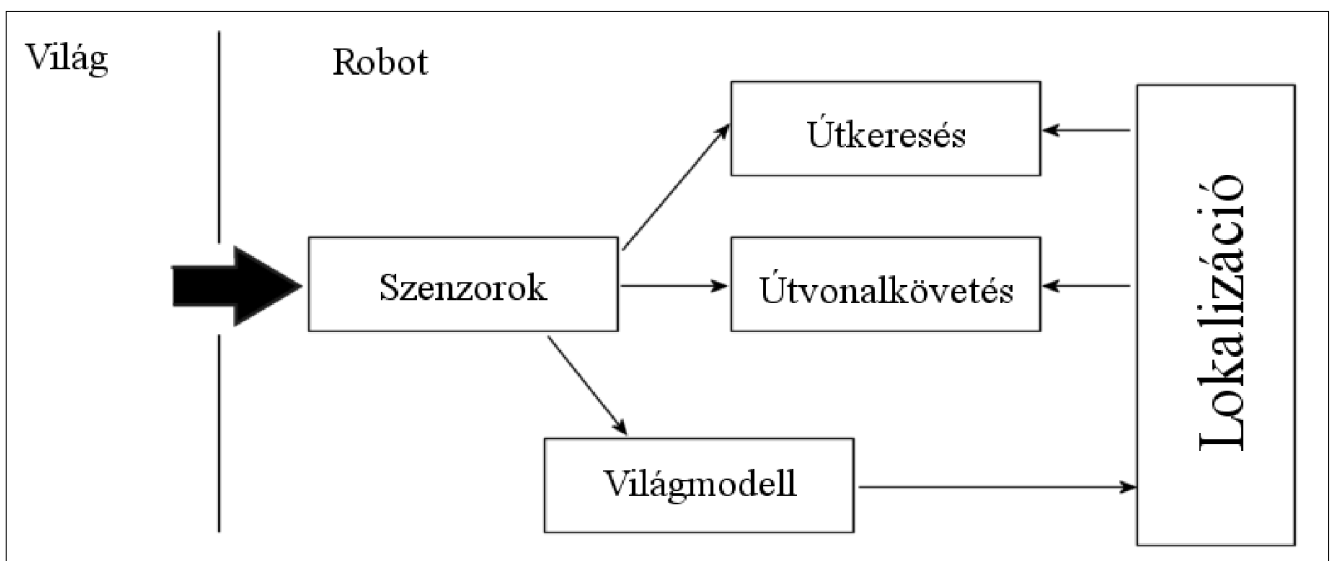 Világ
Robot
Útkeresés
Szenzorok
Útvonalkövetés
Világmodell
Lokalizáció